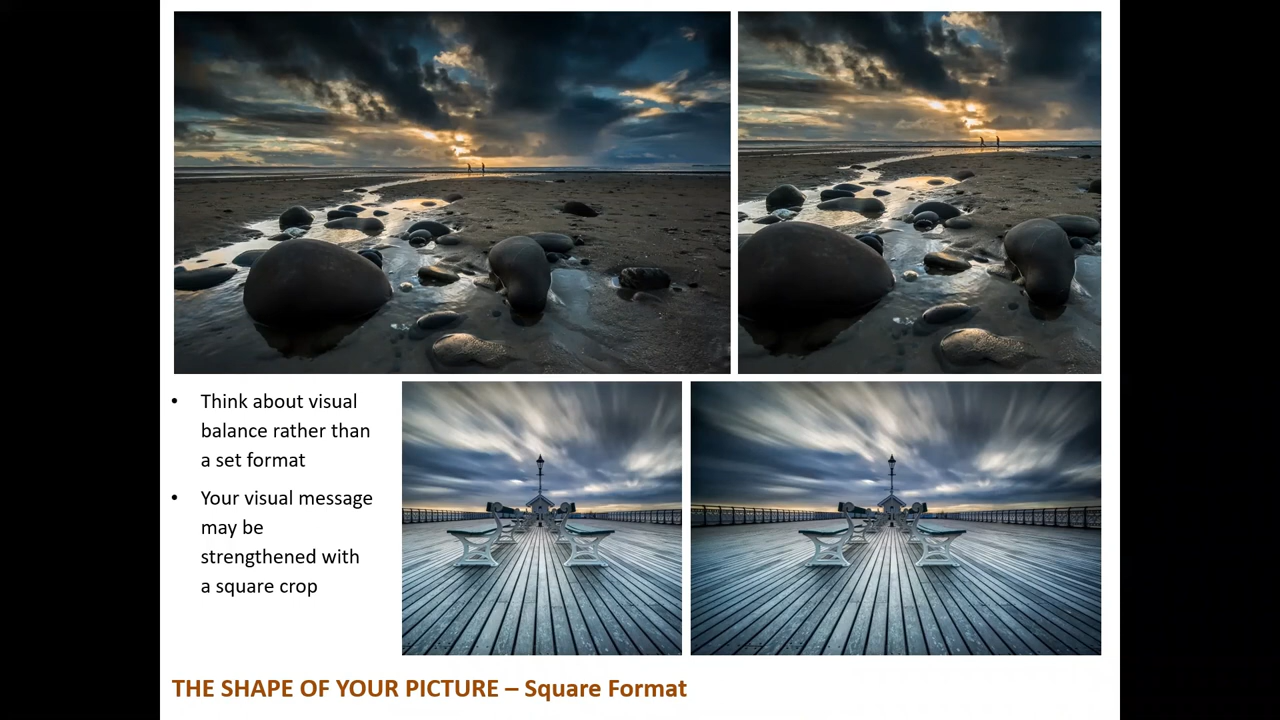 • Think about visual
balance rather than
a set format
• Your visual message
may be
strengthened with
a square crop
THE SHAPE OF YOUR PICTURE – Square Format